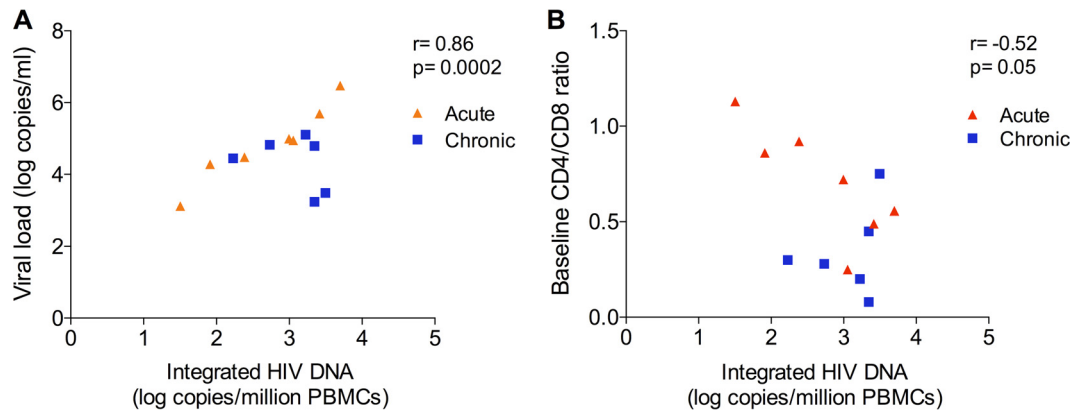 A
8
6
4
2
0
0 1 2 3 4 5
Viral load (log copies/ml)
Integrated HIV DNA
(log copies/million PBMCs)
r= 0.86
p= 0.0002
Acute
Chronic
B
1.5
1.0
0.5
0.0
0 1 2 3 4 5
Baseline CD4/CD8 ratio
Integrated HIV DNA
(log copies/million PBMCs)
r= -0.52
p= 0.05
Acute
Chronic